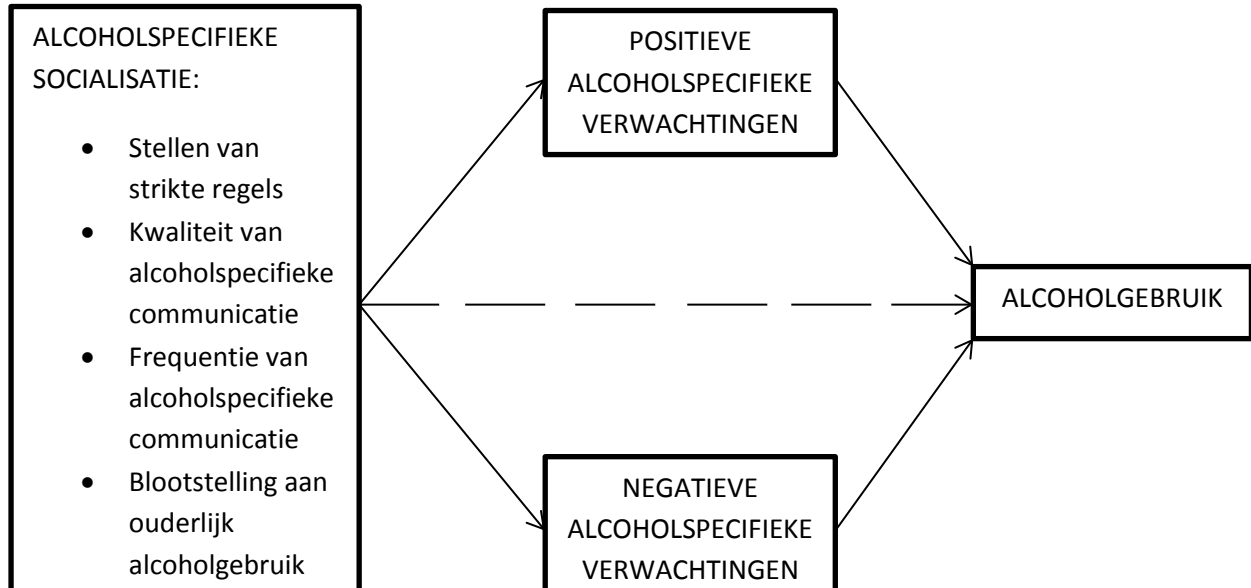 ALCOHOLSPECIFIEKE
SOCIALISATIE:
• Stellen van
strikte regels
• Kwaliteit van
alcoholspecifieke
communicatie
• Frequentie van
alcoholspecifieke
communicatie
• Blootstelling aan
ouderlijk
alcoholgebruik
POSITIEVE
ALCOHOLSPECIFIEKE
VERWACHTINGEN
NEGATIEVE
ALCOHOLSPECIFIEKE
VERWACHTINGEN
ALCOHOLGEBRUIK